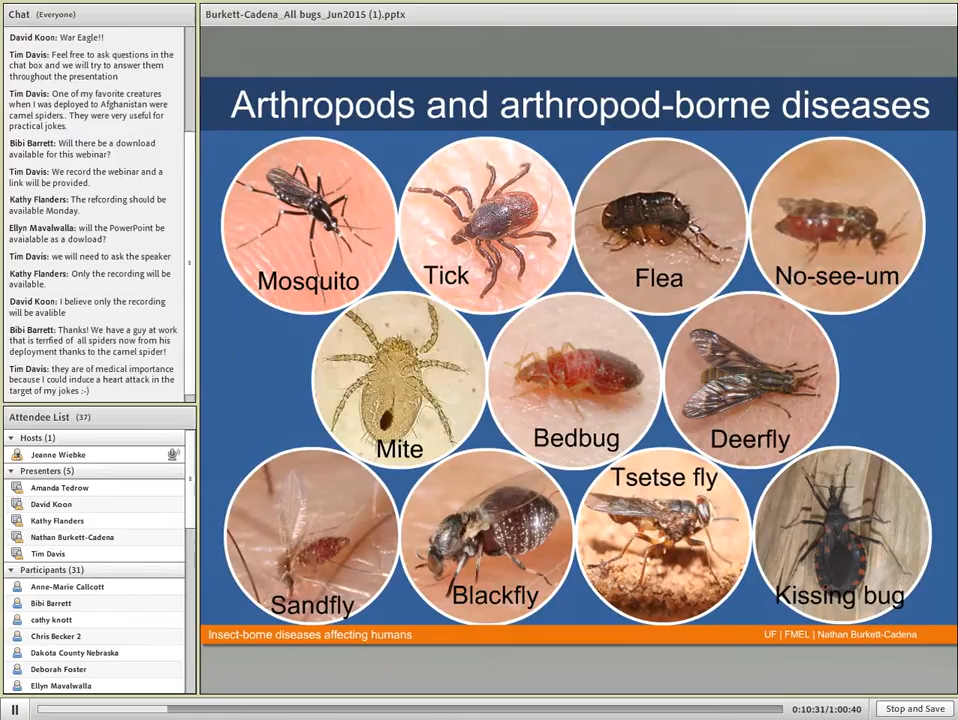 Chat (Everyone)
David Koon: War Eagle!!
Tim Davis: Feel free to ask questions in the
chat box and we will try to answer them
throughout the presentation
Tim Davis: One of my favorite creatures
when I was deployed to Afghanistan were
camel spiders.. They were very useful for
practical jokes.
Bibi Barrett: Will there be a download
available for this webinar?
Tim Davis: We record the webinar and a
link will be provided.
Kathy Flanders: The refcording should be
available Monday.
Ellyn Mavalwalla: will the PowerPoint be
avaialable as a dowload?
Tim Davis: we will need to ask the speaker
Kathy Flanders: Only the recording will be
available.
David Koon: I believe only the recording
will be avalible
Bibi Barrett: Thanks! We have a guy at work
that is terrfied of all spiders now from his
deployment thanks to the camel spider!
Tim Davis: they are of medical importance
because I could induce a heart attack in the
target of my jokes :-)
Attendee List (37)
Hosts (1)
Jeanne Wiebke
Presenters (5)
Amanda Tedrow
David Koon
Kathy Flanders
Nathan Burkett-Cadena
Tim Davis
Participants (31)
Anne-Marie Callcott
Bibi Barrett
cathy knott
Chris Becker 2
Dakota County Nebraska
Deborah Foster
Ellyn Mavalwalla
Burkett-Cadena_All bugs_Jun2015 (1).pptx
Arthropods and arthropod-borne diseases
Mosquito
Tick
Flea
No-see-um
Mite
Bedbug
Deerfly
Sandfly
Blackfly
Tsetse fly
Kissing bug
Insect-borne diseases affecting humans
UF | FMEL | Nathan Burkett-Cadena
0:10:31/1:00:40
Stop and Save